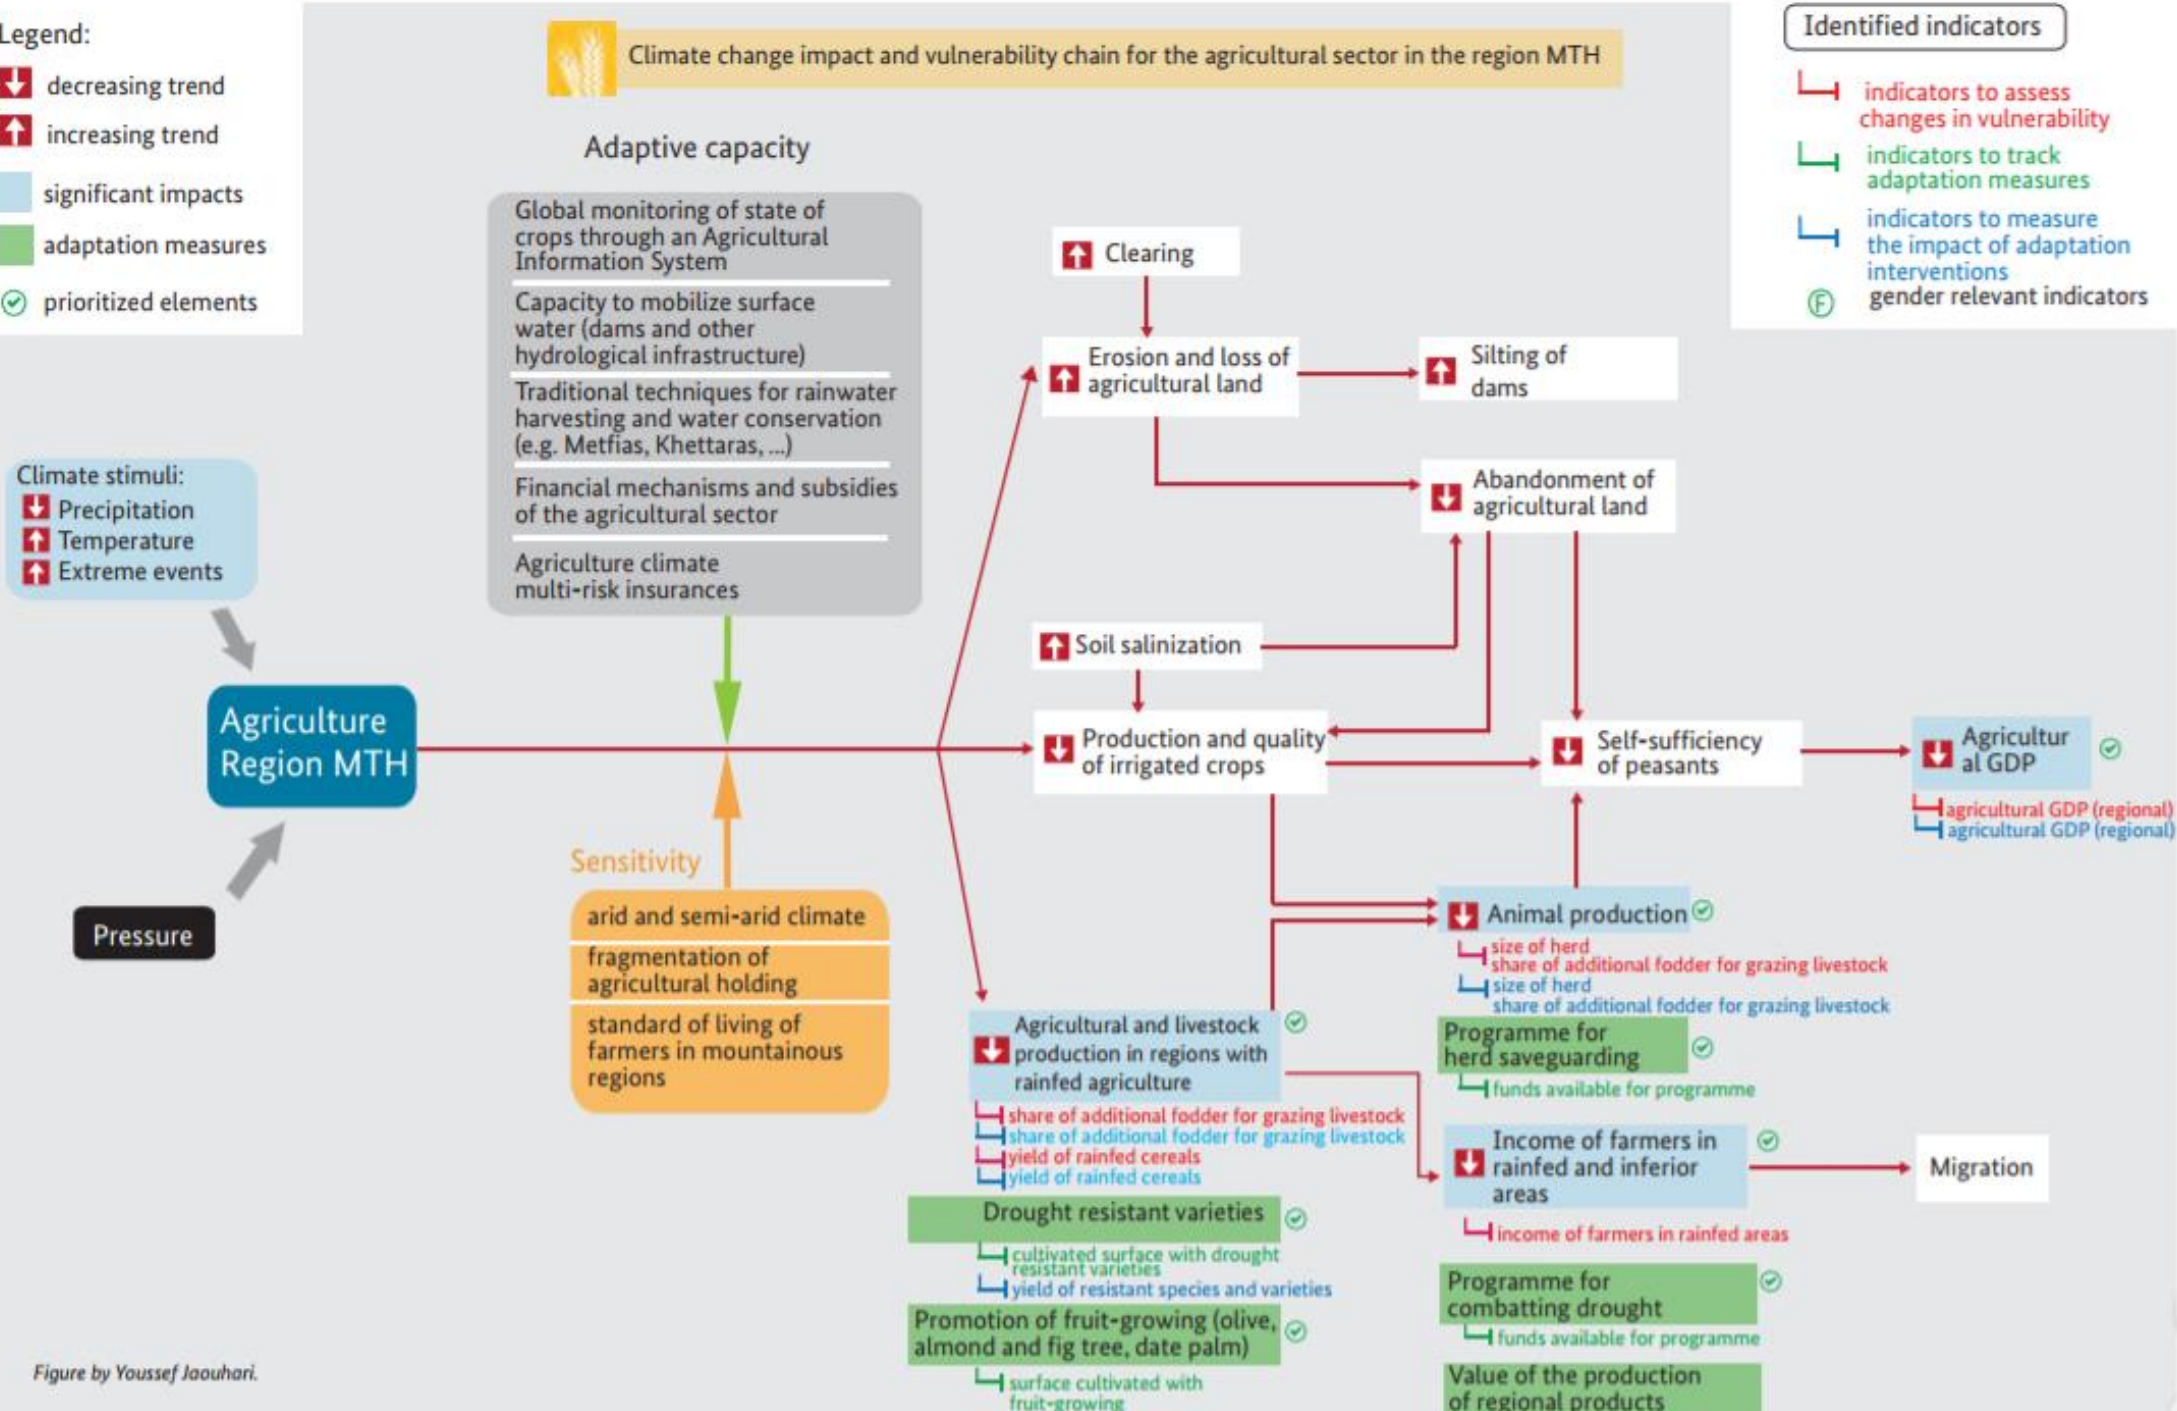 Legend:
decreasing trend
increasing trend
significant impacts
adaptation measures
prioritized elements
Climate change impact and vulnerability chain for the agricultural sector in the region MTH
Identified indicators
indicators to assess
changes in vulnerability
indicators to track
adaptation measures
indicators to measure
the impact of adaptation
interventions
F
gender relevant indicators
Adaptive capacity
Global monitoring of state of
crops through an Agricultural
Information System
Capacity to mobilize surface
water (dams and other
hydrological infrastructure)
Traditional techniques for rainwater
harvesting and water conservation
(e.g. Metfias, Khettaras, ...)
Financial mechanisms and subsidies
of the agricultural sector
Agriculture climate
multi-risk insurances
Climate stimuli:
Precipitation
Temperature
Extreme events
Agriculture
Region MTH
Pressure
Sensitivity
arid and semi-arid climate
fragmentation of
agricultural holding
standard of living of
farmers in mountainous
regions
Clearing
Erosion and loss of
agricultural land
Silting of
dams
Abandonment of
agricultural land
Soil salinization
Production and quality
of irrigated crops
Self-sufficiency
of peasants
Agricultur
al GDP
agricultural GDP (regional)
agricultural GDP (regional)
Animal production
size of herd
share of additional fodder for grazing livestock
size of herd
share of additional fodder for grazing livestock
Programme for
herd saveguarding
funds available for programme
Agricultural and livestock
production in regions with
rainfed agriculture
share of additional fodder for grazing livestock
share of additional fodder for grazing livestock
yield of rainfed cereals
yield of rainfed cereals
Drought resistant varieties
cultivated surface with drought
resistant varieties
yield of resistant species and varieties
Promotion of fruit-growing (olive,
almond and fig tree, date palm)
surface cultivated with
fruit-growing
Income of farmers in
rainfed and inferior
areas
income of farmers in rainfed areas
Migration
Programme for
combatting drought
funds available for programme
Value of the production
of regional products
Figure by Youssef Jaouhari.